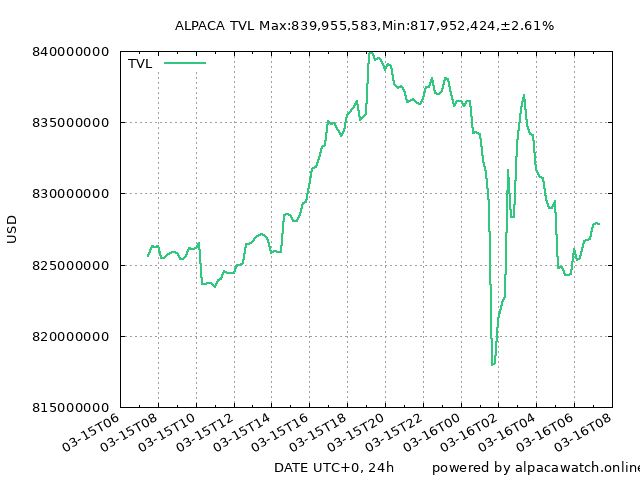 ALPACA TVL Max:839,955,583,Min:817,952,424,±2.61%
TVL
840000000
835000000
830000000
825000000
820000000
815000000
USD
03-15T06
03-15T08
03-15T10
03-15T12
03-15T14
03-15T16
03-15T18
03-15T20
03-15T22
03-16T00
03-16T02
03-16T04
03-16T06
03-16T08
DATE UTC+0, 24h
powered by alpacawatch.online